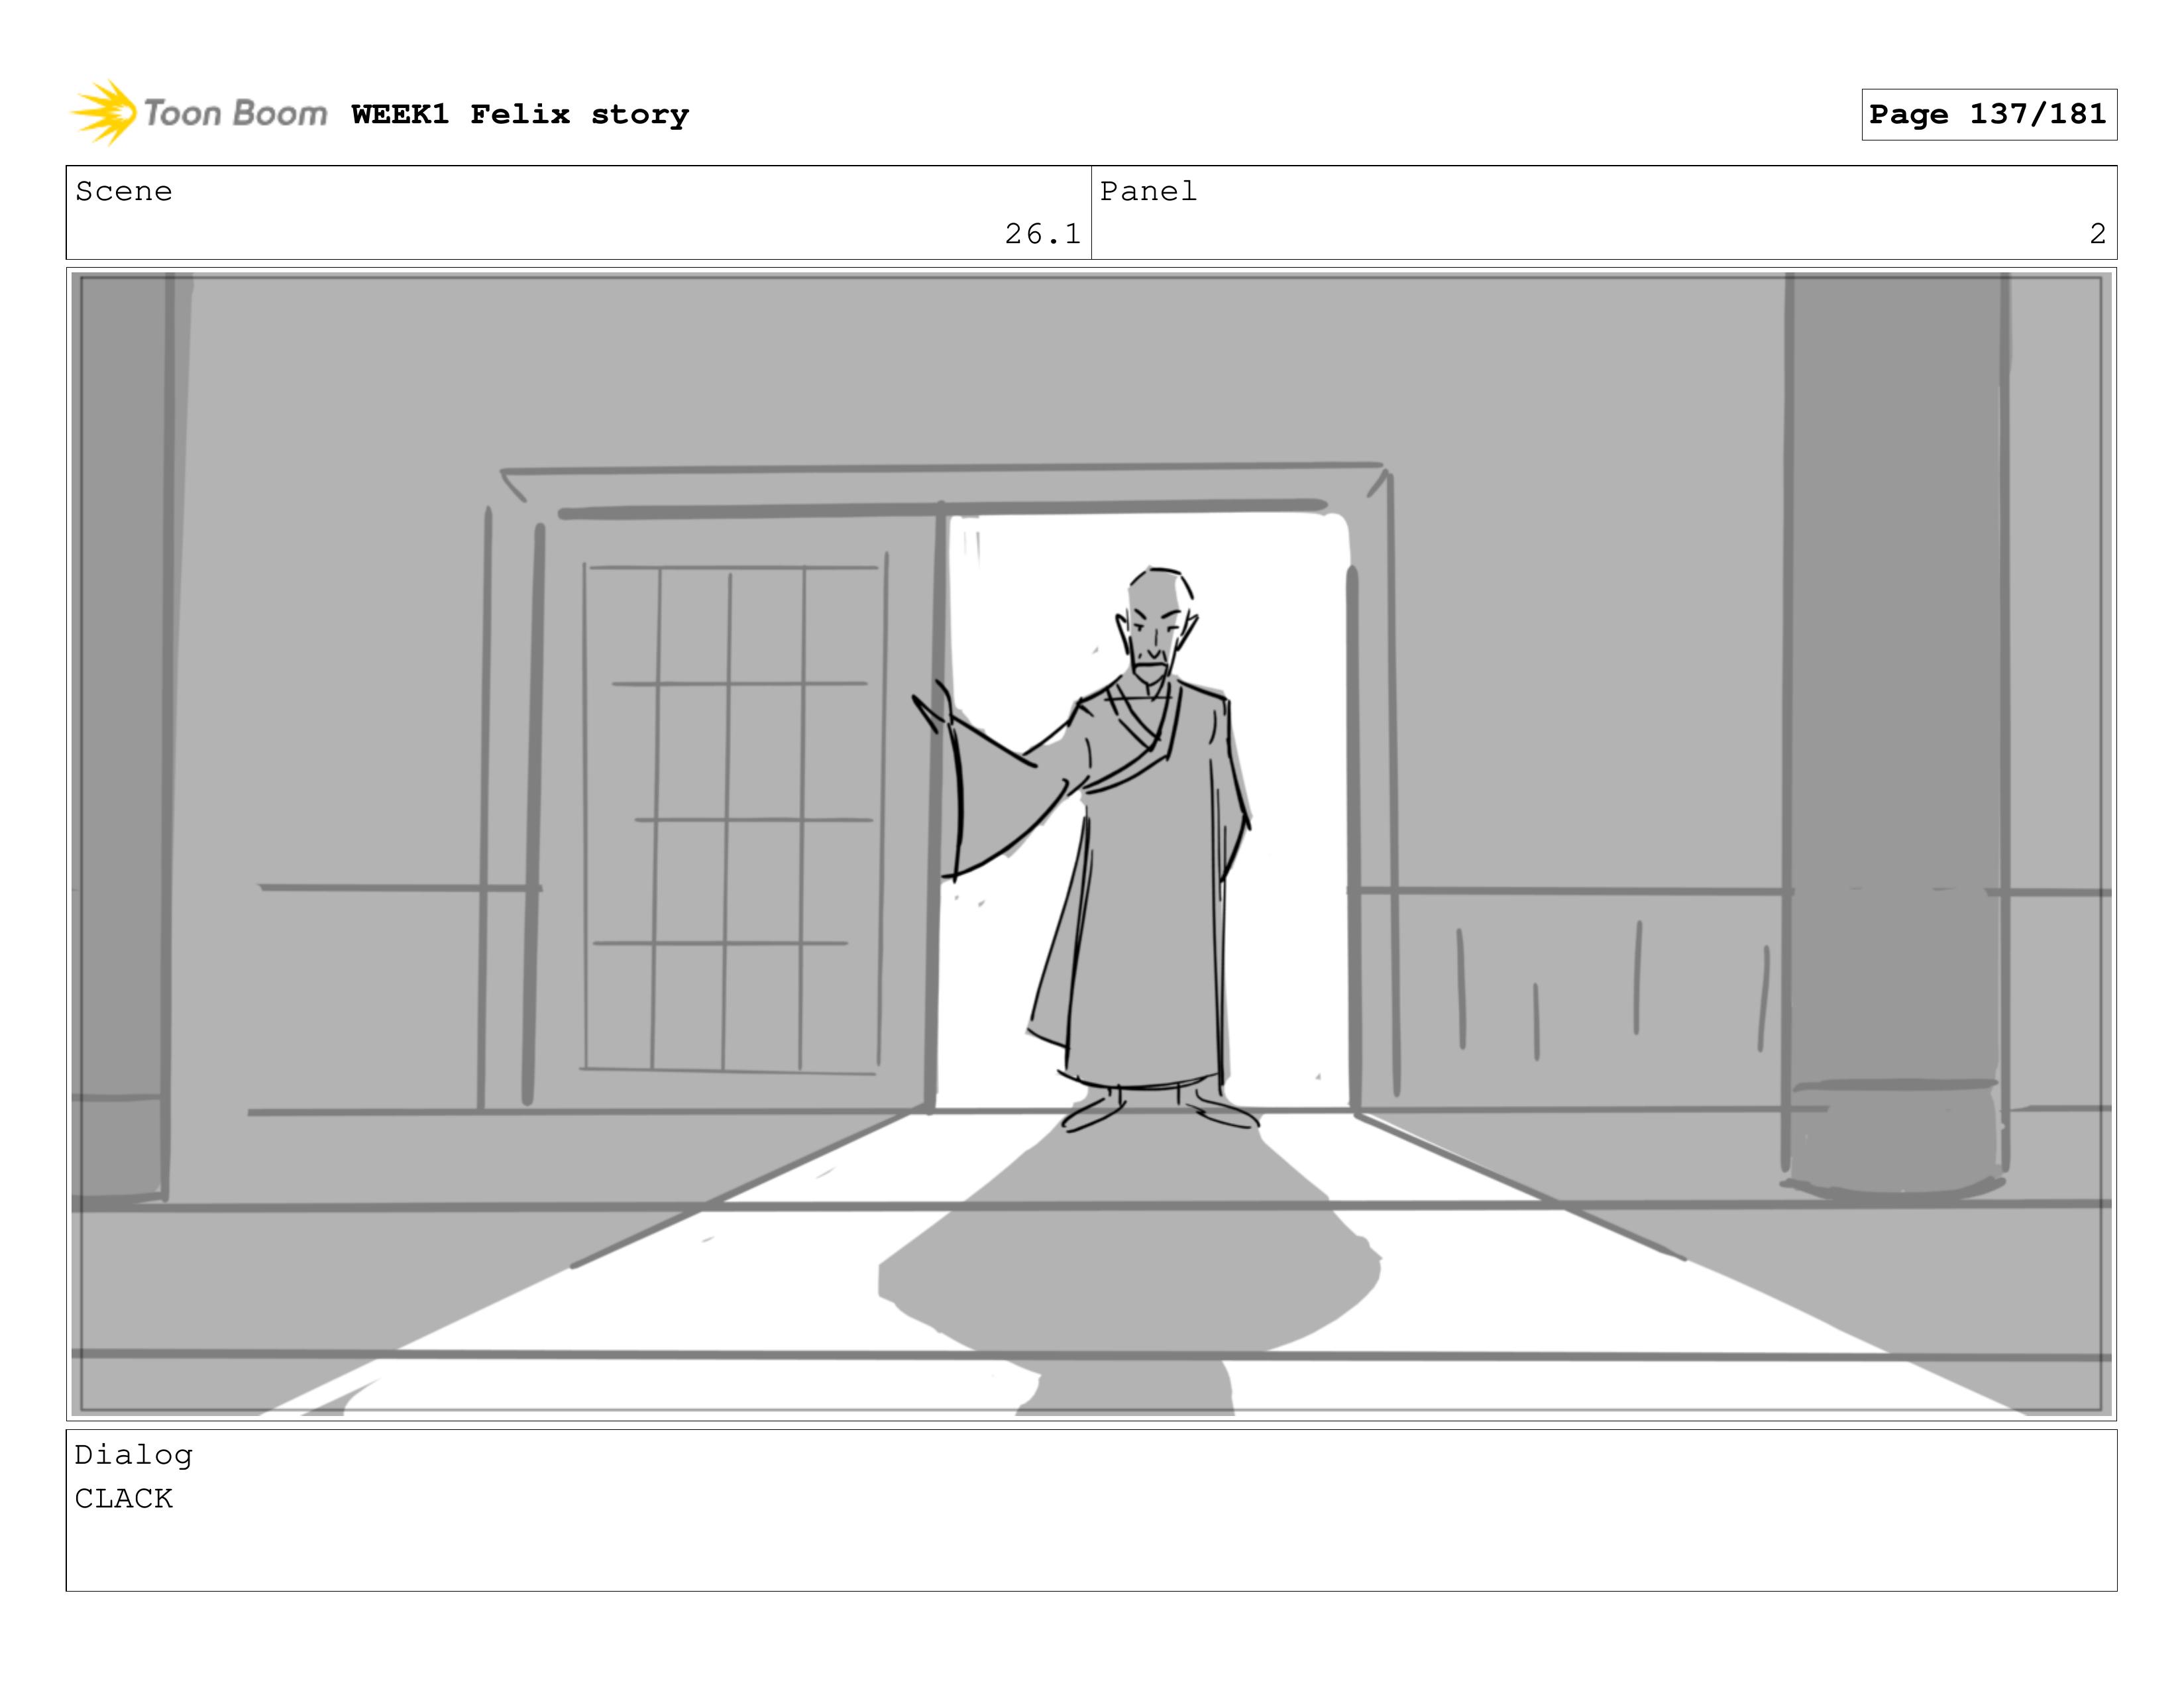 Toon Boom WEEK1 Felix story
Page 137/181
Scene
26.1
Panel
2
Dialog
CLACK